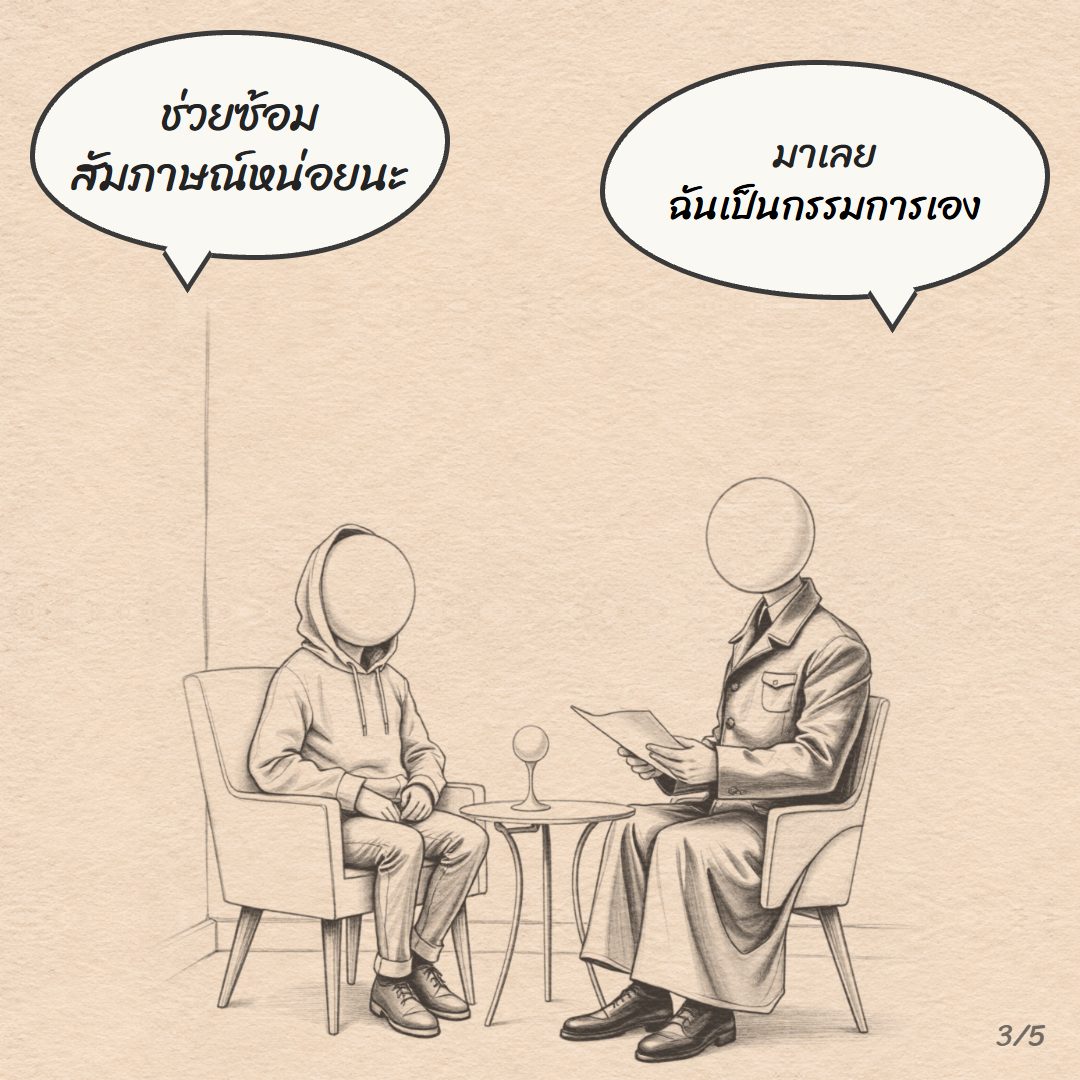 ช่วยซ้อม
สัมภาษณ์หน่อยนะ
มาเลย
ฉันเป็นกรรมการเอง
3/5